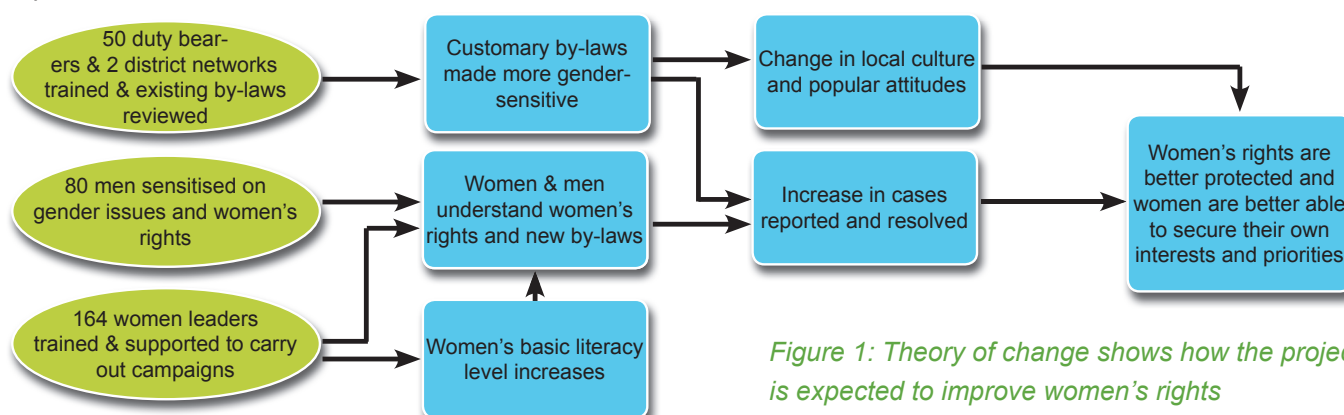 50 duty bear-
ers & 2 district networks
trained & existing by-laws
reviewed
Customary by-laws
made more gender-
sensitive
Change in local culture
and popular attitudes
80 men sensitised on
gender issues and women's
rights
Women & men
understand women's
rights and new by-laws
Increase in cases
reported and resolved
Women's rights are
better protected and
women are better able
to secure their own
interests and priorities
164 women leaders
trained & supported to carry
out campaigns
Women's basic literacy
level increases
Figure 1: Theory of change shows how the projec
is expected to improve women's rights